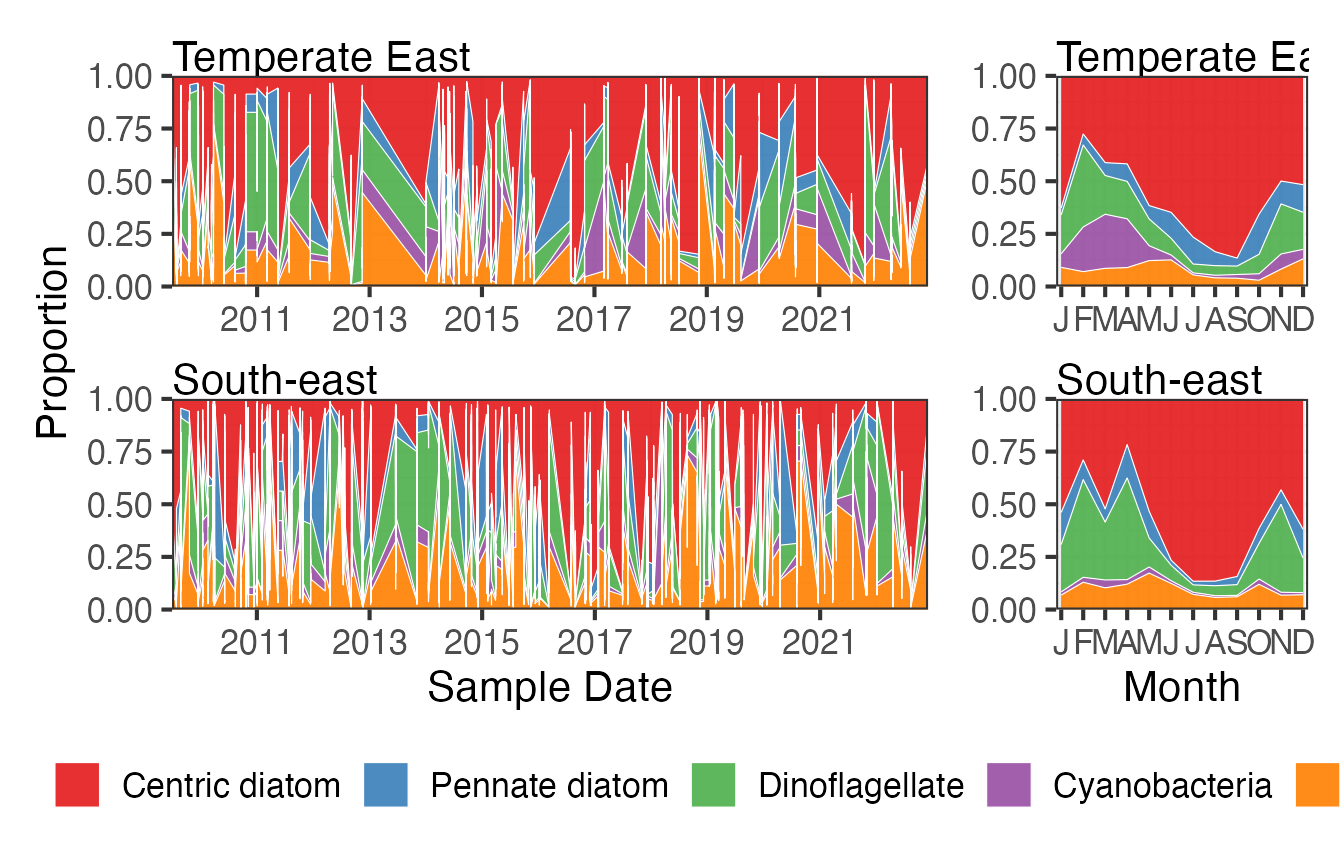 Temperate East
1.00
0.75
0.50
0.25
0.00
2011 2013 2015 2017 2019 2021
Temperate Ea
1.00
0.75
0.50
0.25
0.00
J F M A M J J A S O N D
Proportion
South-east
1.00
0.75
0.50
0.25
0.00
2011 2013 2015 2017 2019 2021
Sample Date
South-east
1.00
0.75
0.50
0.25
0.00
J F M A M J J A S O N D
Month
Centric diatom Pennate diatom Dinoflagellate Cyanobacteria